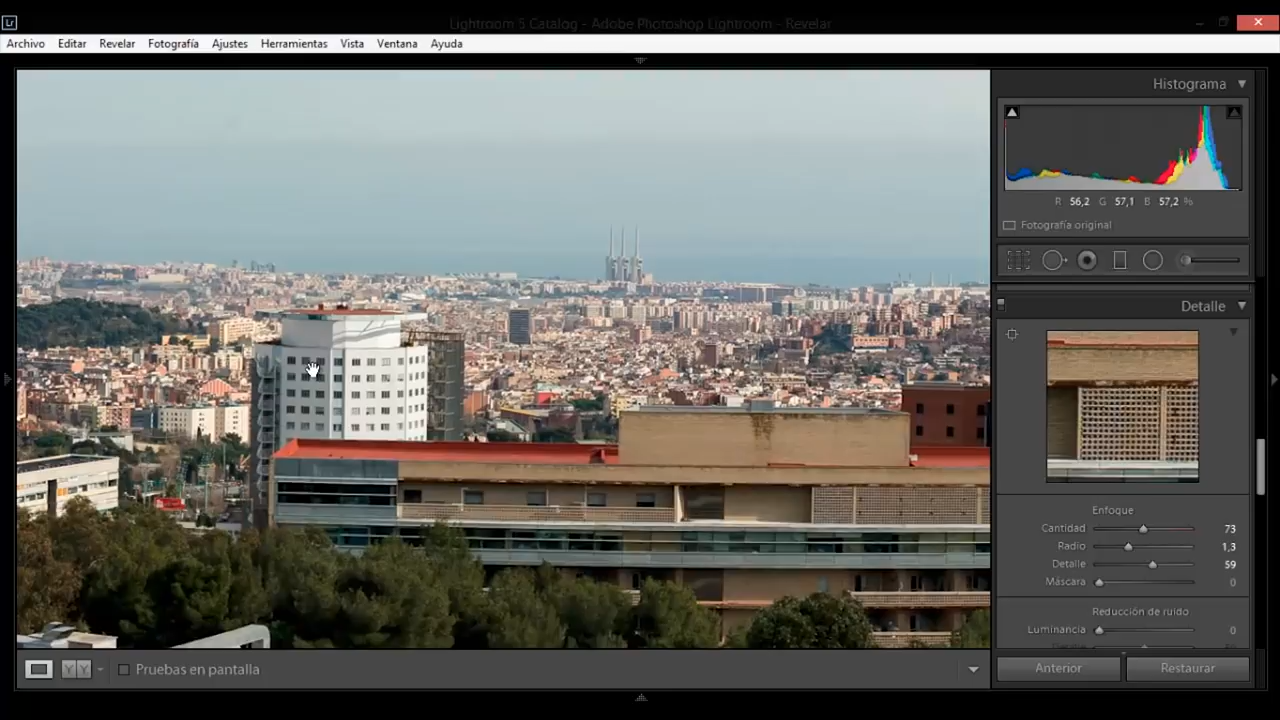 Lr Lightroom 5 Catalog - Adobe Photoshop Lightroom - Revelar
Archivo Editar Revelar Fotografía Ajustes Herramientas Vista Ventana Ayuda
Histograma
R 56,2 G 57,1 B 57,2 %
Fotografía original
Detalle
Enfoque
Cantidad 73
Radio 1,3
Detalle 59
Máscara 0
Reducción de ruido
Luminancia 0
Y Y Pruebas en pantalla
Anterior Restaurar